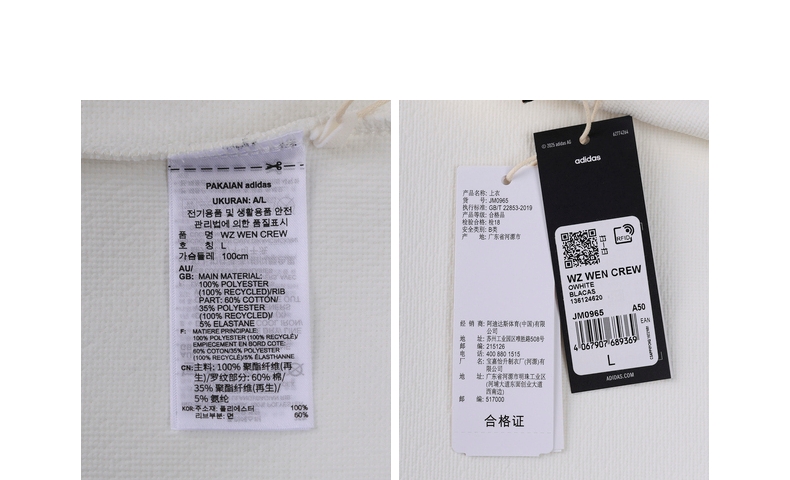 PAKAIAN adidas
UKURAN: A/L
전기용품 및 생활용품 안전
관리법에 의한 품질표시
품 명 WZ WEN CREW
호 칭 L
가슴둘레 100cm
AU/
GB: MAIN MATERIAL:
100% POLYESTER
(100% RECYCLED)/RIB
PART: 60% COTTON/
35% POLYESTER
(100% RECYCLED)/
5% ELASTANE
F: MATIERE PRINCIPALE:
100% POLYESTER (100% RECYCLÉ)/
EMPIECEMENT EN BORD COTE:
60% COTON/35% POLYESTER
(100% RECYCLÉ)/5% ÉLASTHANNE
CN: 主料: 100% 聚酯纤维(再
生)/罗纹部分: 60% 棉/
35% 聚酯纤维(再生)/
5% 氨纶
KOR: 주소재: 폴리에스터 100%
리브부분: 면 60%
产品名称: 上衣
货 号: JM0965
执行标准: GB/T 22853-2019
产品等级: 合格品
检验合格: 检18
安全类别: B类
产 地: 广东省河源市
经 销 商: 阿迪达斯体育(中国)有限
公司
地 址: 苏州工业园区唯胜路508号
邮 编: 215126
电 话: 400 880 1515
厂 名: 宝嘉怡升制衣厂(河源)有
限公司
地 址: 广东省河源市明珠工业区
(河埔大道东面创业大道
西南边)
邮 编: 517000
合格证
© 2025 adidas AG
adidas
RFID
WZ WEN CREW
OWHITE
BLACAS
136124620
JM0965 A50
EAN
4 067907 689369
L
ADIDAS.COM